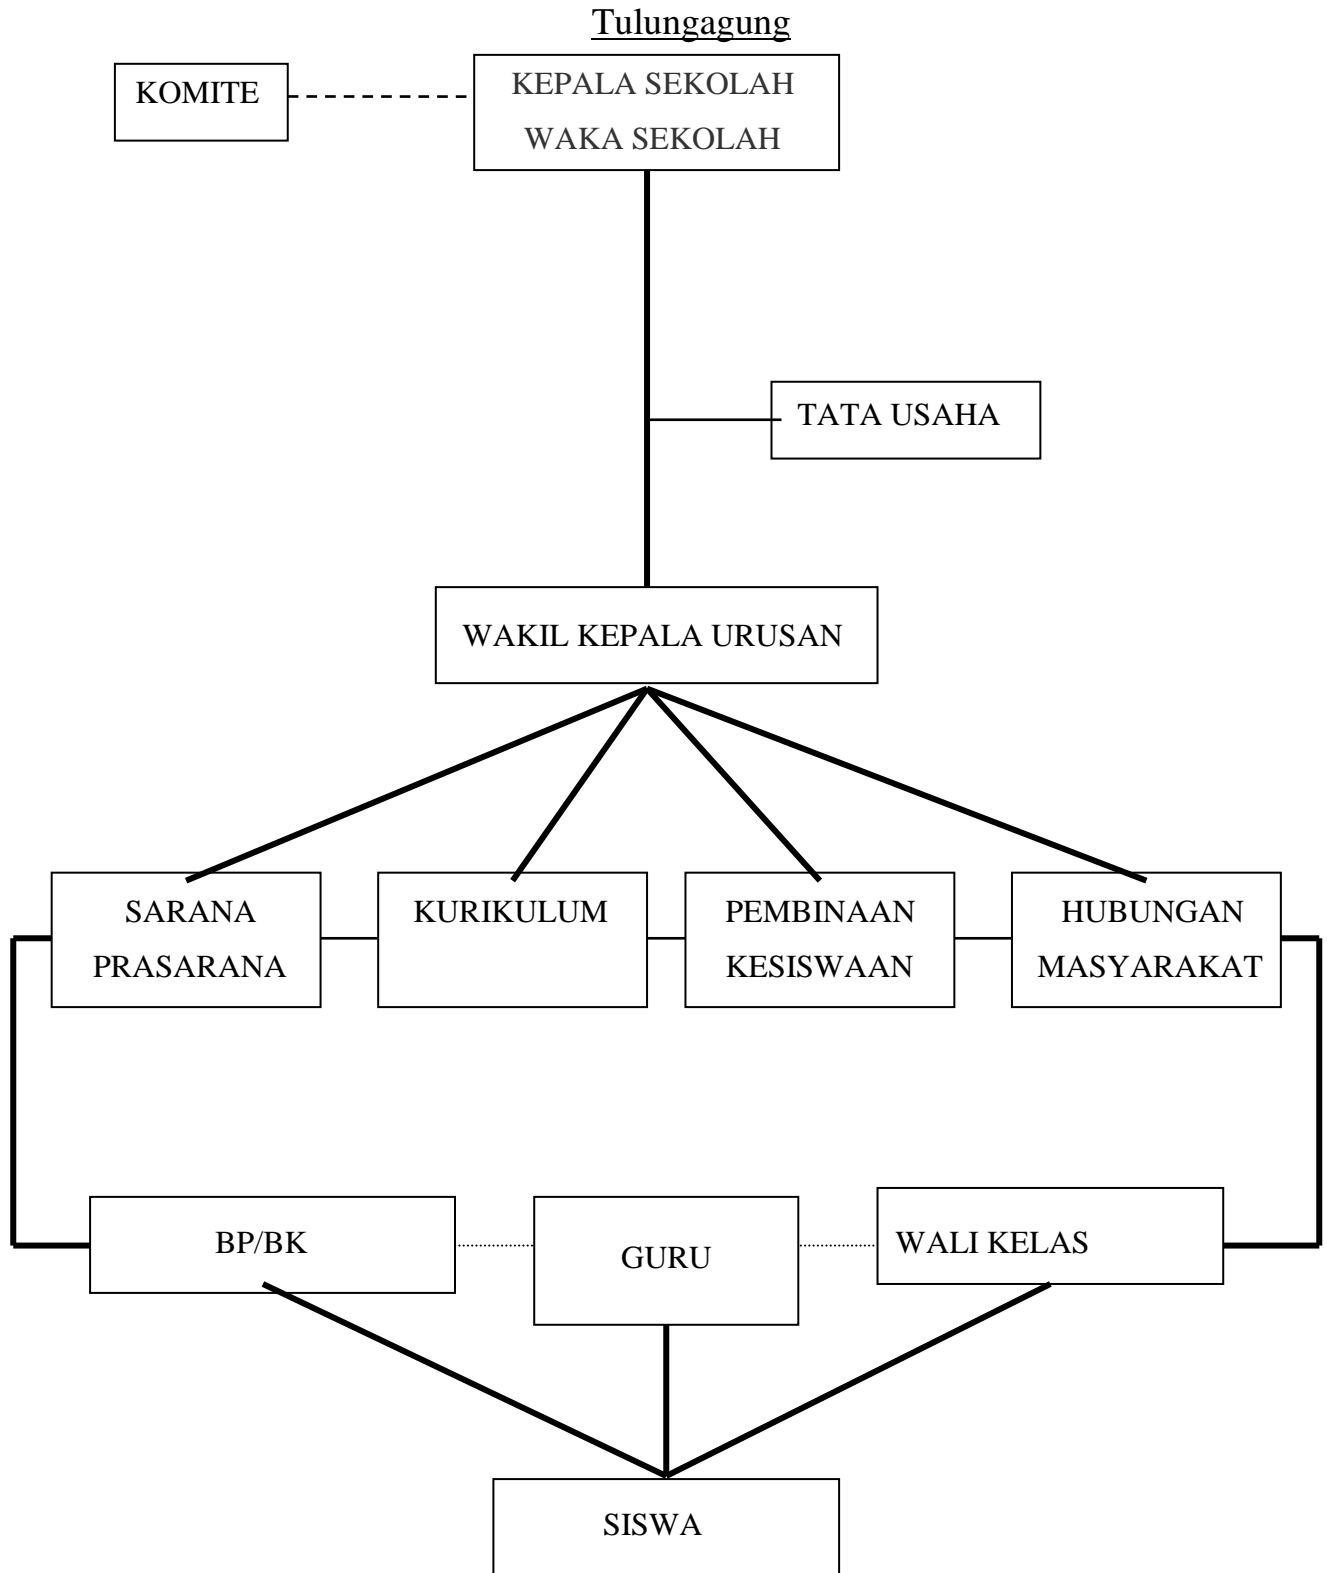 Tulungagung
KOMITE
KEPALA SEKOLAH
WAKA SEKOLAH
TATA USAHA
WAKIL KEPALA URUSAN
SARANA
PRASARANA
KURIKULUM
PEMBINAAN
KESISWAAN
HUBUNGAN
MASYARAKAT
BP/BK
GURU
WALI KELAS
SISWA